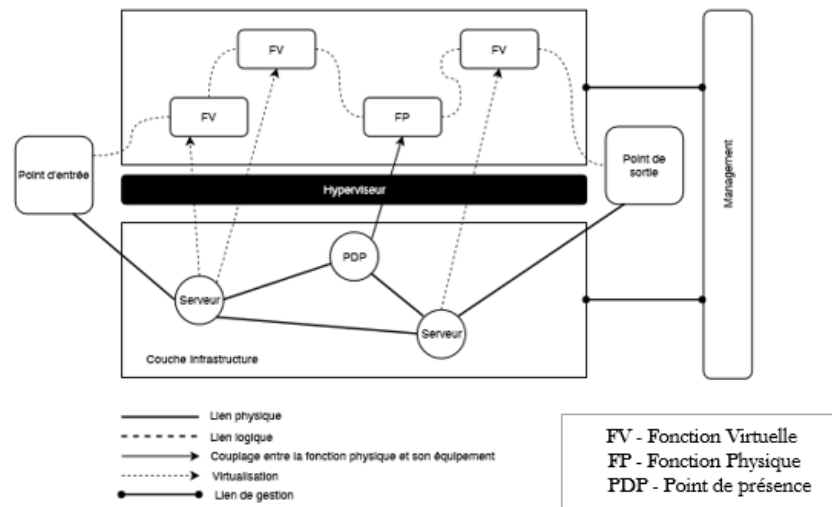 FV
FV
FV
FP
Point d'entrée
Point de
sortie
Management
Hyperviseur
PDP
Serveur
Serveur
Couche Infrastructure
Lien physique
Lien logique
Couplage entre la fonction physique et son équipement
Virtualisation
Lien de gestion
FV - Fonction Virtuelle
FP - Fonction Physique
PDP - Point de présence